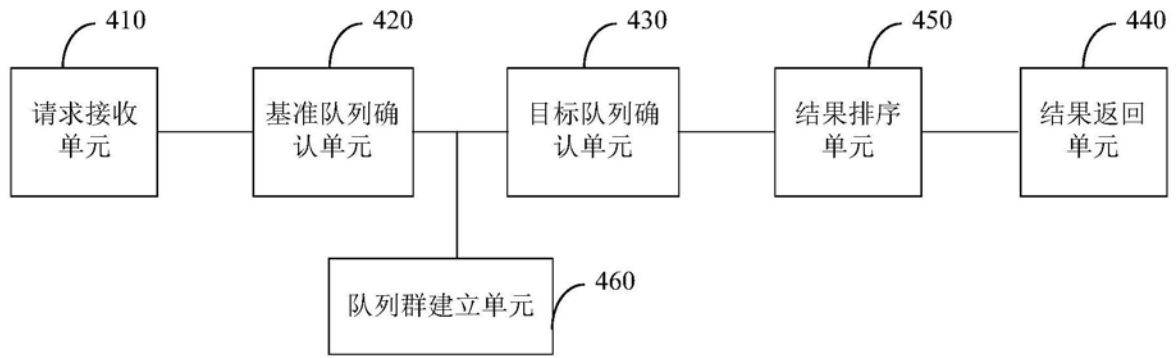 410
420
430
450
440
请求接收
单元
基准队列确
认单元
目标队列确
认单元
结果排序
单元
结果返回
单元
队列群建立单元
460